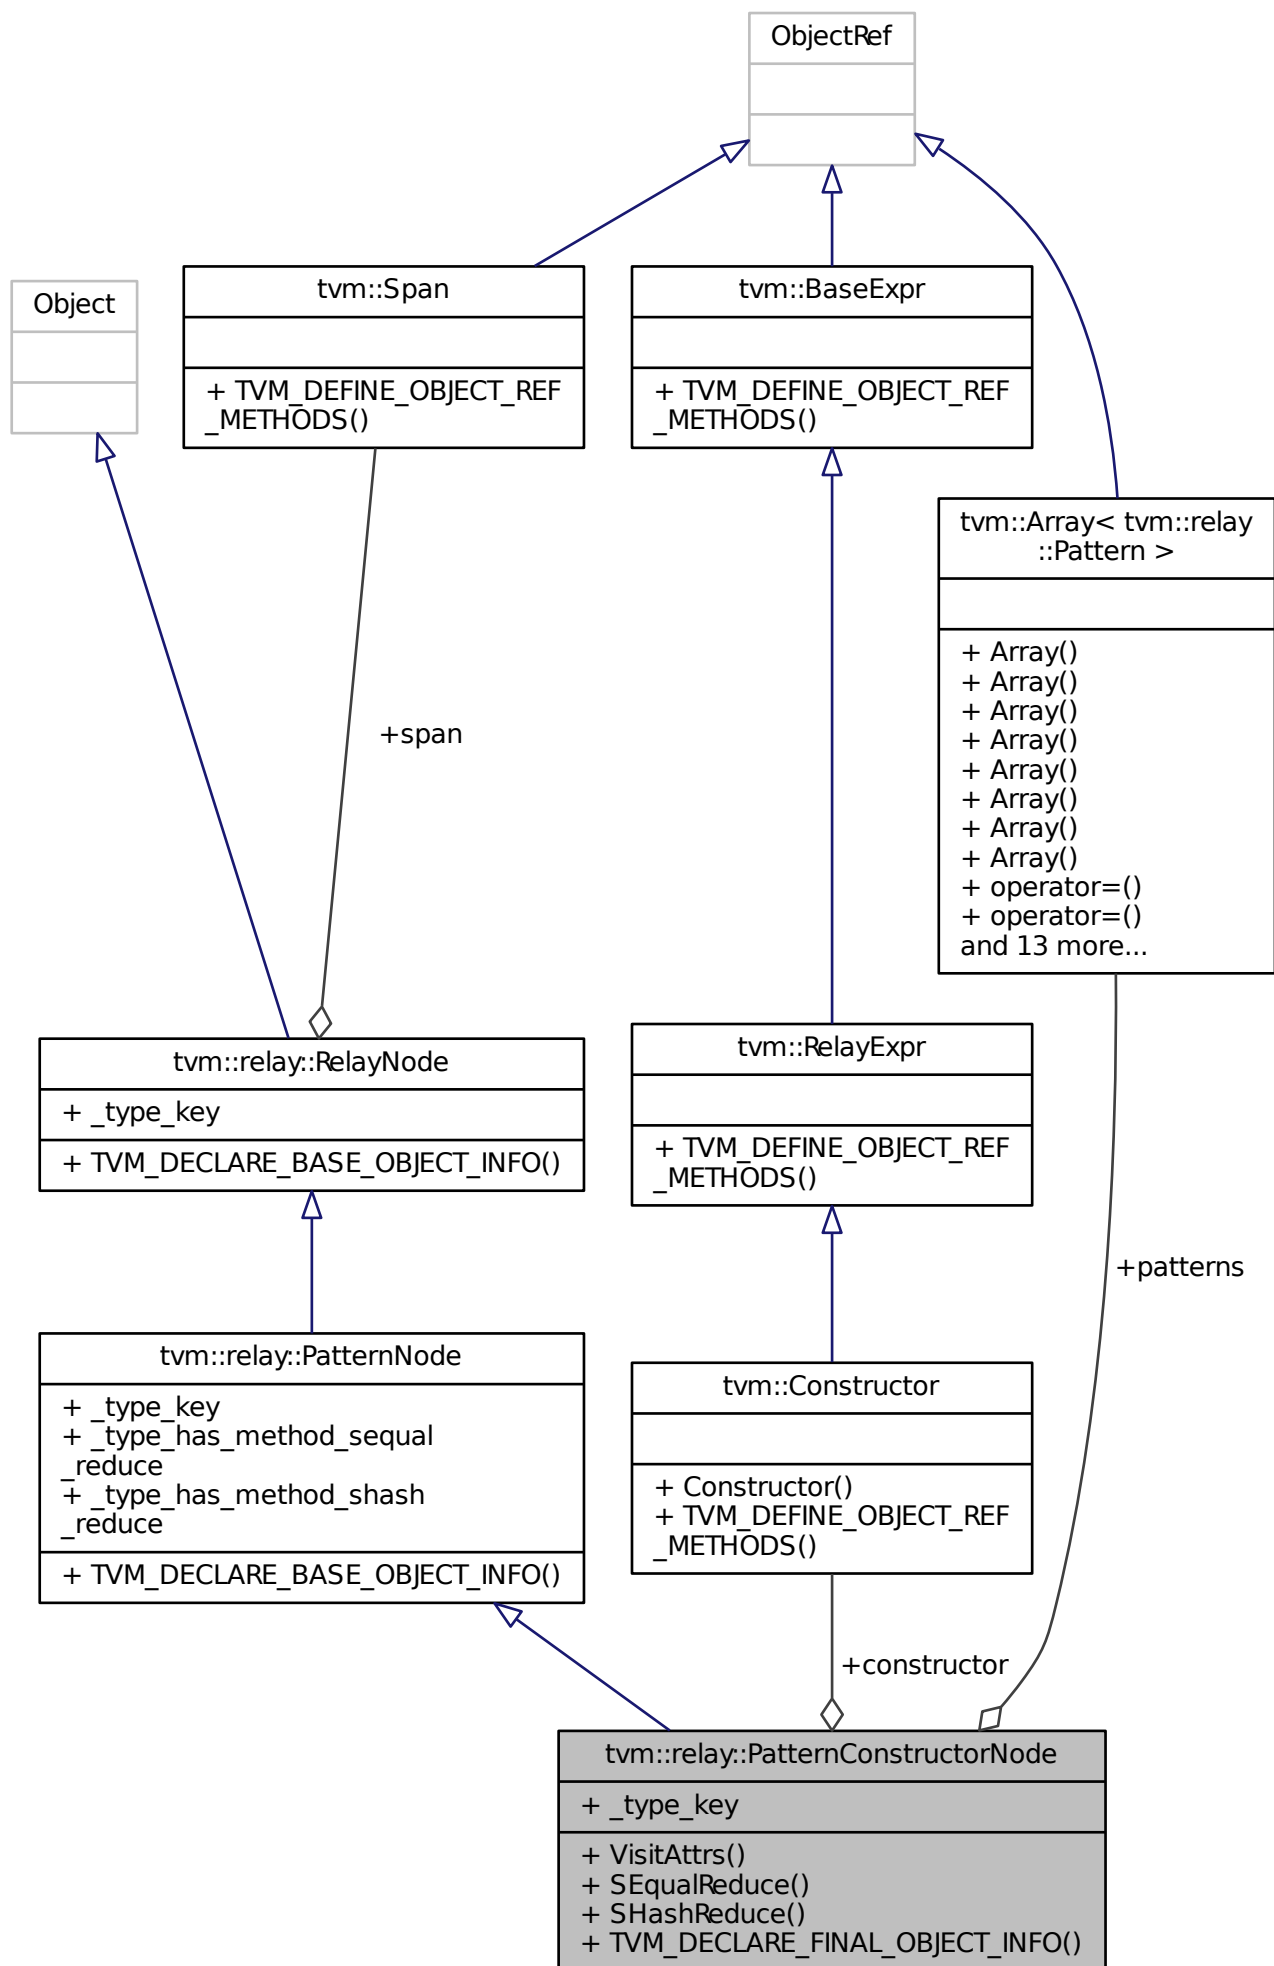 ObjectRef
Object
tvm::Span
+ TVM_DEFINE_OBJECT_REF
_METHODS()
tvm::BaseExpr
+ TVM_DEFINE_OBJECT_REF
_METHODS()
tvm::Array< tvm::relay
::Pattern >
+ Array()
+ Array()
+ Array()
+ Array()
+ Array()
+ Array()
+ Array()
+ Array()
+ operator=()
+ operator=()
and 13 more...
+span
tvm::relay::RelayNode
+ _type_key
+ TVM_DECLARE_BASE_OBJECT_INFO()
tvm::RelayExpr
+ TVM_DEFINE_OBJECT_REF
_METHODS()
+patterns
tvm::relay::PatternNode
+ _type_key
+ _type_has_method_sequal
_reduce
+ _type_has_method_shash
_reduce
+ TVM_DECLARE_BASE_OBJECT_INFO()
tvm::Constructor
+ Constructor()
+ TVM_DEFINE_OBJECT_REF
_METHODS()
+constructor
tvm::relay::PatternConstructorNode
+ _type_key
+ VisitAttrs()
+ SEqualReduce()
+ SHashReduce()
+ TVM_DECLARE_FINAL_OBJECT_INFO()